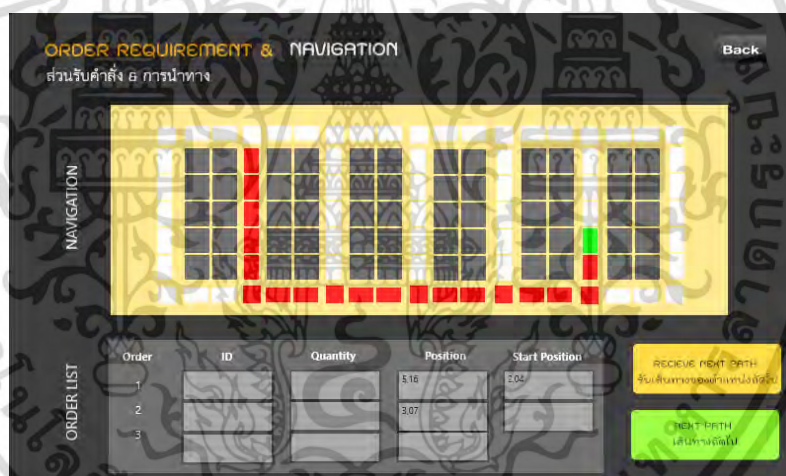 ORDER REQUIREMENT & NAVIGATION
Back
ส่วนรับคำสั่ง & การนำทาง
NAVIGATION
ORDER LIST
Order ID Quantity Position Start Position
1 5,16 2,04
2 3,07
3
RECIEVE NEXT PATH
รับเส้นทางของตำแหน่งถัดไป
NEXT PATH
เส้นทางถัดไป